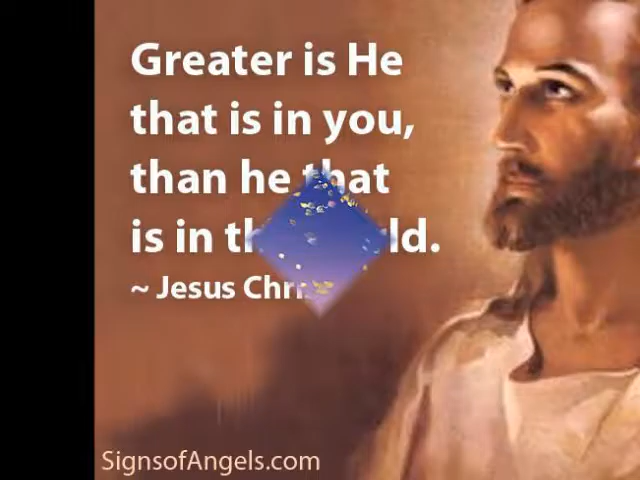 Greater is He
that is in you,
than he that
is in
~ Jesus
SignsofAngels.com